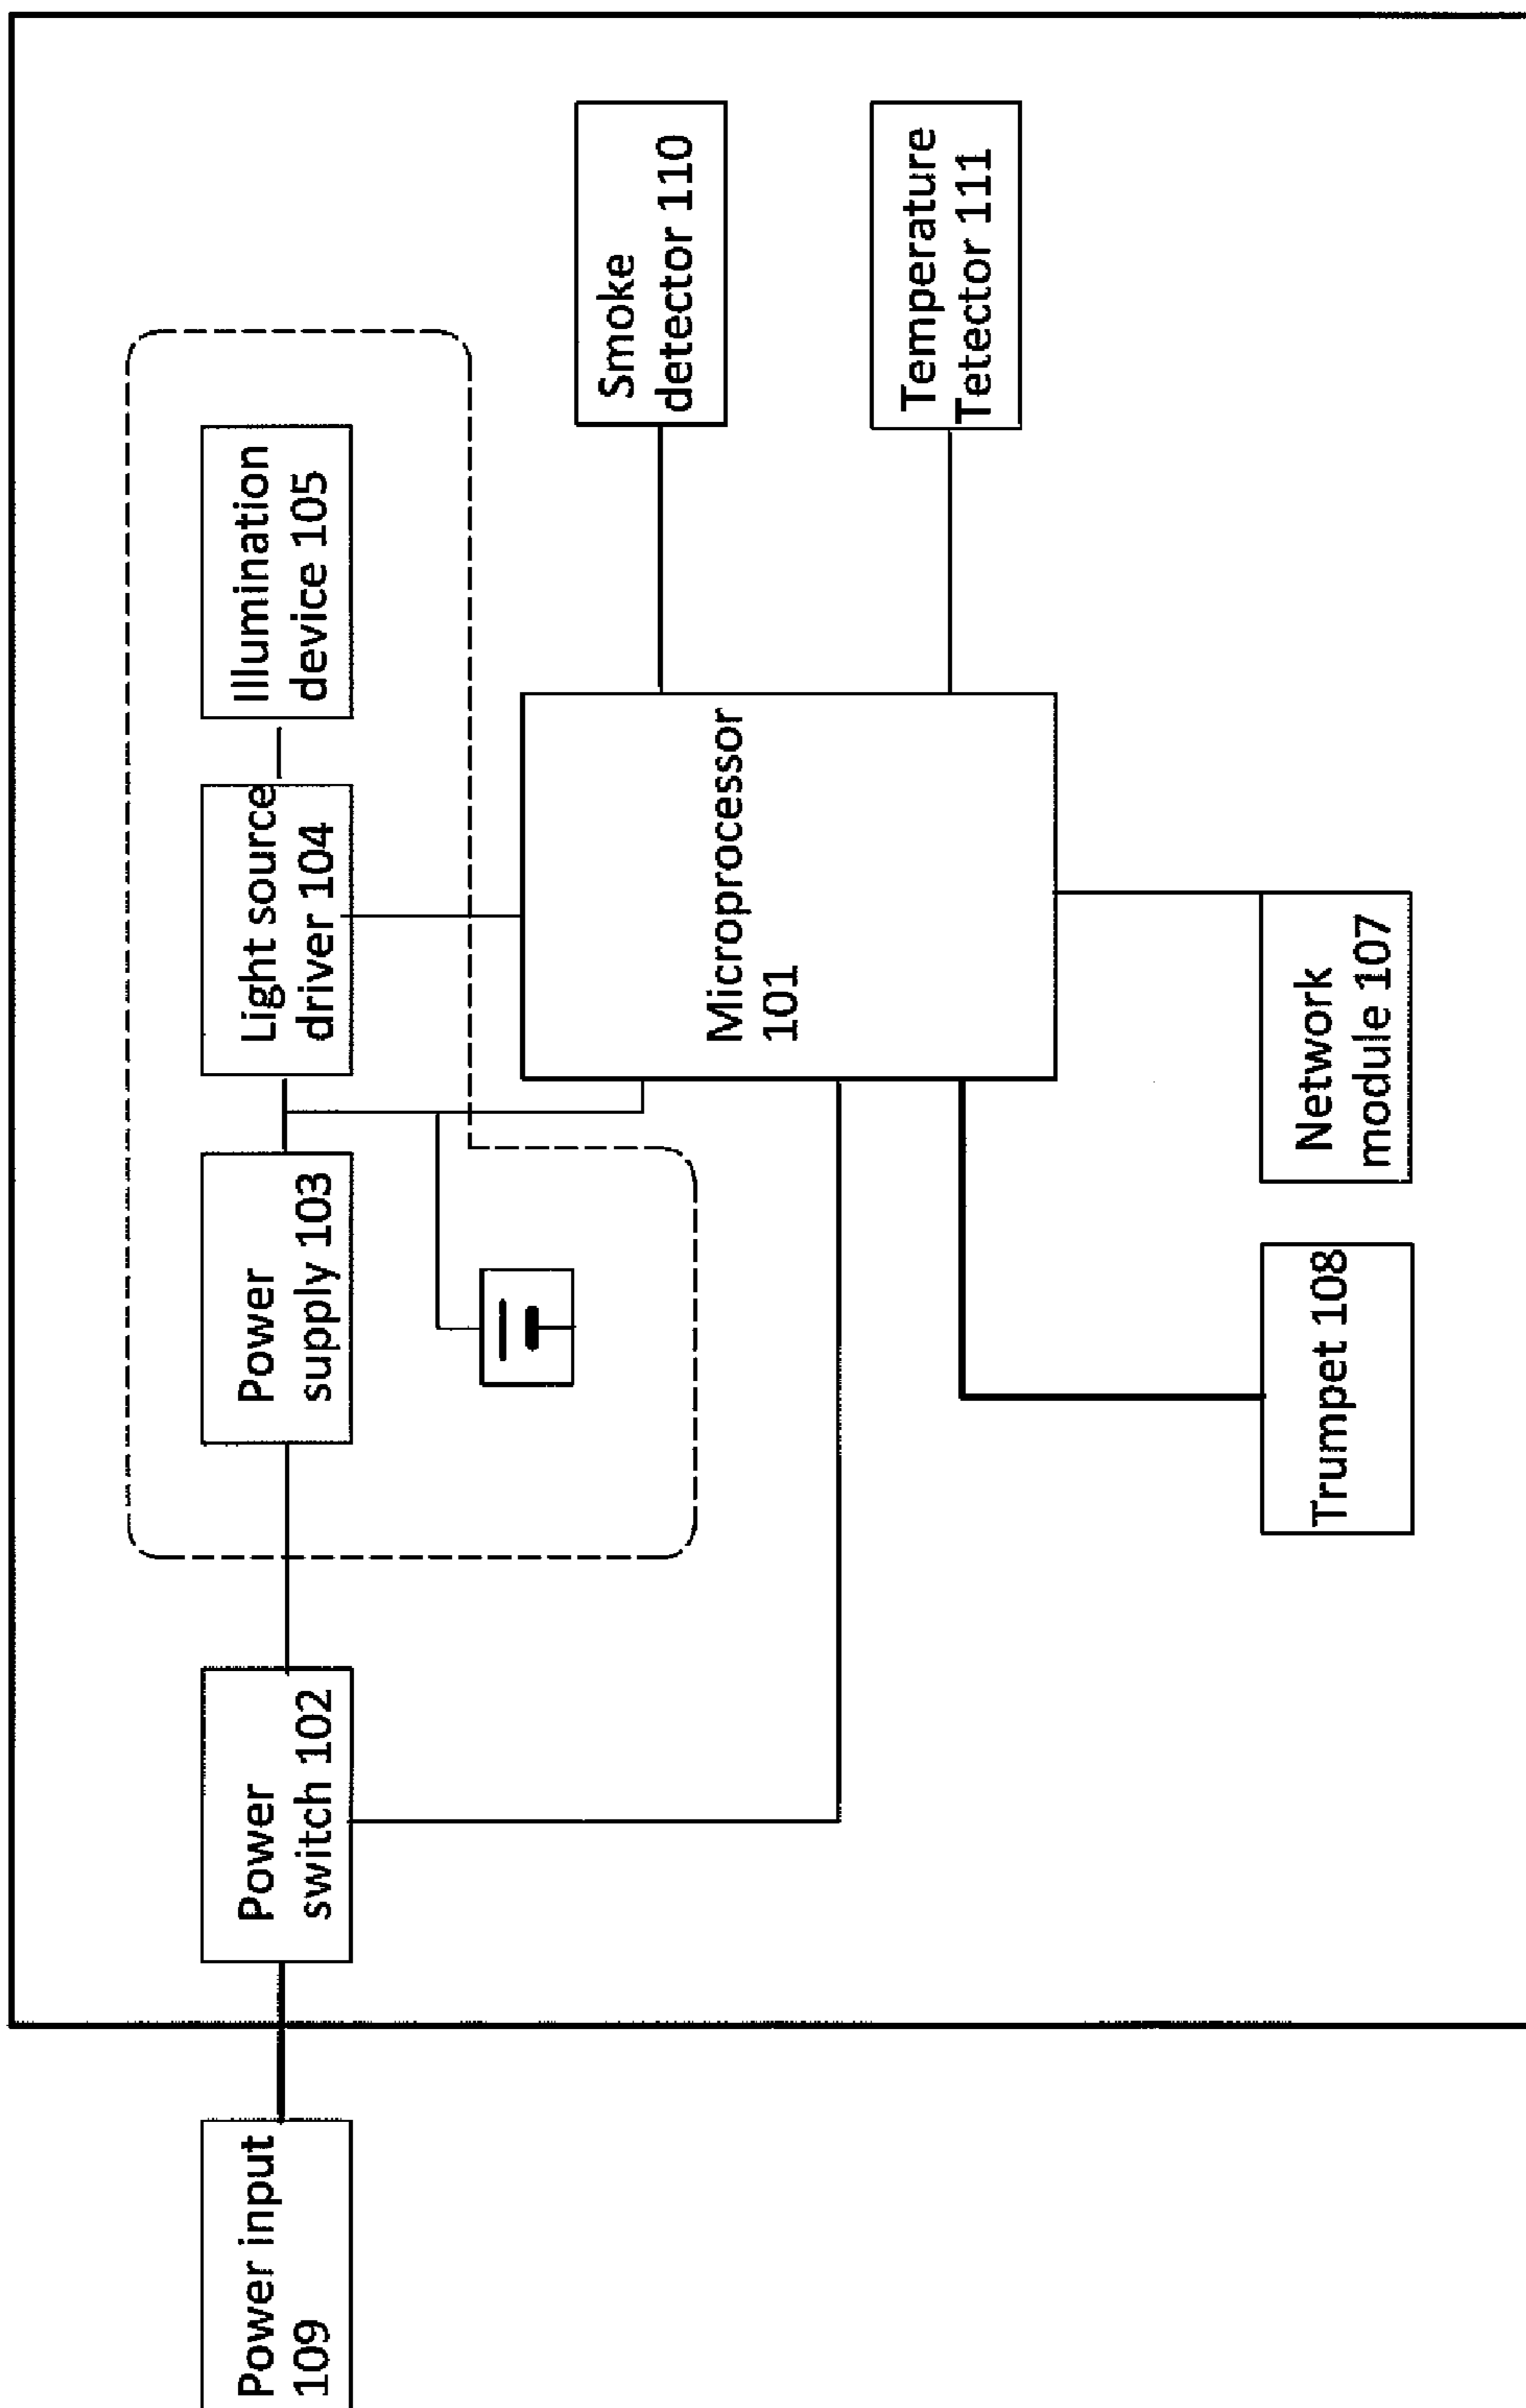 Power input
109
Power
switch 102
Power
supply 103
Light source
driver 104
Illumination
device 105
Smoke
detector 110
Microprocessor
101
Temperature
Tetector 111
Trumpet 108
Network
module 107